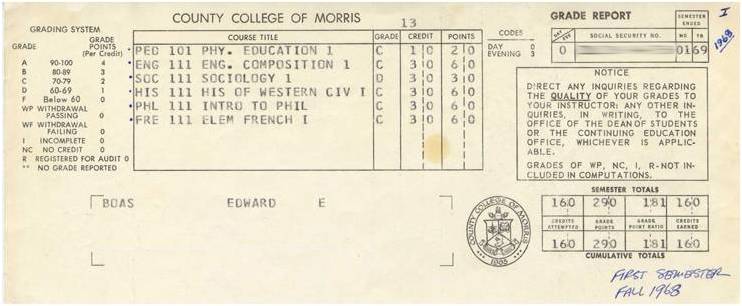 COUNTY COLLEGE OF MORRIS
13
GRADE REPORT
SEMESTER ENDED
I
1968
GRADING SYSTEM
GRADE GRADE POINTS (Per Credit)
A 90-100 4
B 80-89 3
C 70-79 2
D 60-69 1
F Below 60 0
WP WITHDRAWAL PASSING 0
WF WITHDRAWAL FAILING 0
I INCOMPLETE 0
NC NO CREDIT 0
R REGISTERED FOR AUDIT 0
** NO GRADE REPORTED
COURSE TITLE GRADE CREDIT POINTS
PED 101 PHY. EDUCATION 1 C 1 0 2 0
ENG 111 ENG. COMPOSITION 1 C 3 0 6 0
SOC 111 SOCIOLOGY 1 D 3 0 3 0
HIS 111 HIS OF WESTERN CIV I C 3 0 6 0
PHL 111 INTRO TO PHIL C 3 0 6 0
FRE 111 ELEM FRENCH I C 3 0 6 0
CODES
DAY 0
EVENING 3
DAY EVE
SOCIAL SECURITY NO.
MO YR
0 01 69
NOTICE
DIRECT ANY INQUIRIES REGARDING
THE QUALITY OF YOUR GRADES TO
YOUR INSTRUCTOR: ANY OTHER IN-
QUIRIES, IN WRITING, TO THE
OFFICE OF THE DEAN OF STUDENTS
OR THE CONTINUING EDUCATION
OFFICE, WHICHEVER IS APPLIC-
ABLE.
GRADES OF WP, NC, I, R-NOT IN-
CLUDED IN COMPUTATIONS.
BOAS EDWARD E
COUNTY COLLEGE OF MORRIS
1965
SEMESTER TOTALS
160 290 181 160
CREDITS ATTEMPTED GRADE POINTS GRADE POINT RATIO CREDITS EARNED
160 290 181 160
CUMULATIVE TOTALS
FIRST SEMESTER
FALL 1968